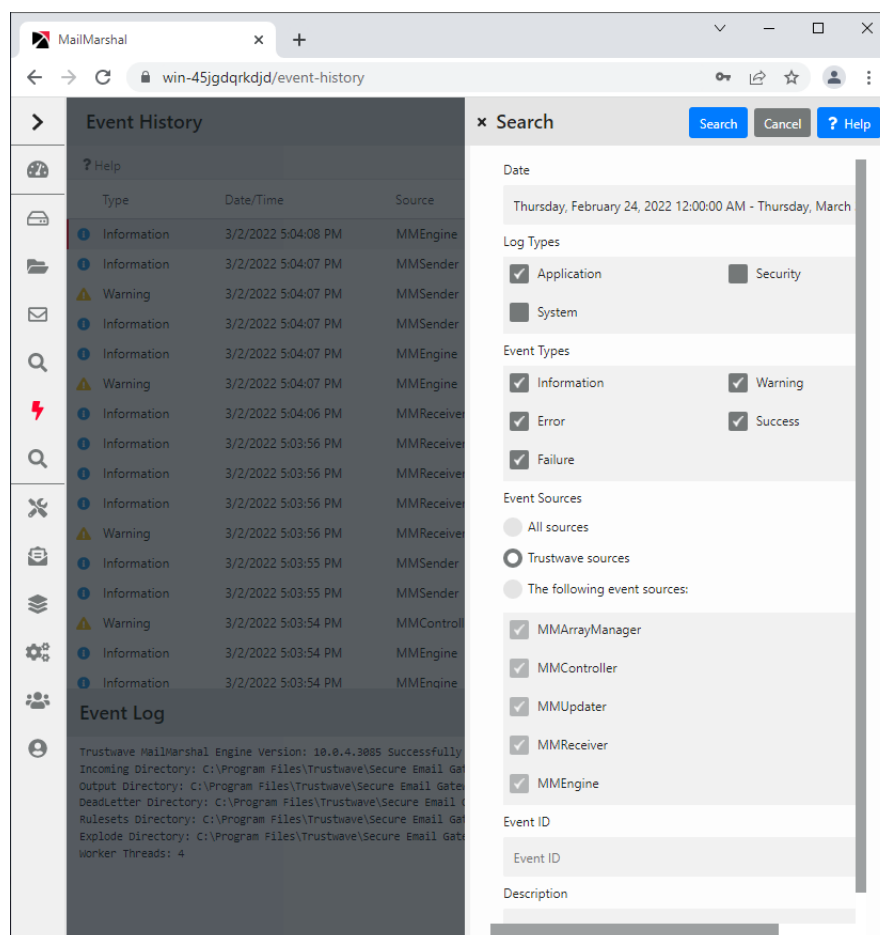 MailMarshal
win-45jgdqrkdjd/event-history
Event History
? Help
Type Date/Time Source
Information 3/2/2022 5:04:08 PM MMEngine
Information 3/2/2022 5:04:07 PM MMSender
Warning 3/2/2022 5:04:07 PM MMSender
Information 3/2/2022 5:04:07 PM MMSender
Information 3/2/2022 5:04:07 PM MMEngine
Warning 3/2/2022 5:04:07 PM MMEngine
Information 3/2/2022 5:04:06 PM MMReceiver
Information 3/2/2022 5:03:56 PM MMReceiver
Information 3/2/2022 5:03:56 PM MMReceiver
Information 3/2/2022 5:03:56 PM MMReceiver
Warning 3/2/2022 5:03:56 PM MMReceiver
Information 3/2/2022 5:03:55 PM MMSender
Information 3/2/2022 5:03:55 PM MMSender
Warning 3/2/2022 5:03:54 PM MMControll
Information 3/2/2022 5:03:54 PM MMEngine
Information 3/2/2022 5:03:54 PM MMEngine
Event Log
Trustwave MailMarshal Engine Version: 10.0.4.3085 Successfully
Incoming Directory: C:\Program Files\Trustwave\Secure Email Gat
Output Directory: C:\Program Files\Trustwave\Secure Email Gatew
DeadLetter Directory: C:\Program Files\Trustwave\Secure Email G
Rulesets Directory: C:\Program Files\Trustwave\Secure Email Gat
Explode Directory: C:\Program Files\Trustwave\Secure Email Gate
Worker Threads: 4
× Search
Search Cancel ? Help
Date
Thursday, February 24, 2022 12:00:00 AM - Thursday, March
Log Types
Application Security
System
Event Types
Information Warning
Error Success
Failure
Event Sources
All sources
Trustwave sources
The following event sources:
MMArrayManager
MMController
MMUpdater
MMReceiver
MMEngine
Event ID
Event ID
Description